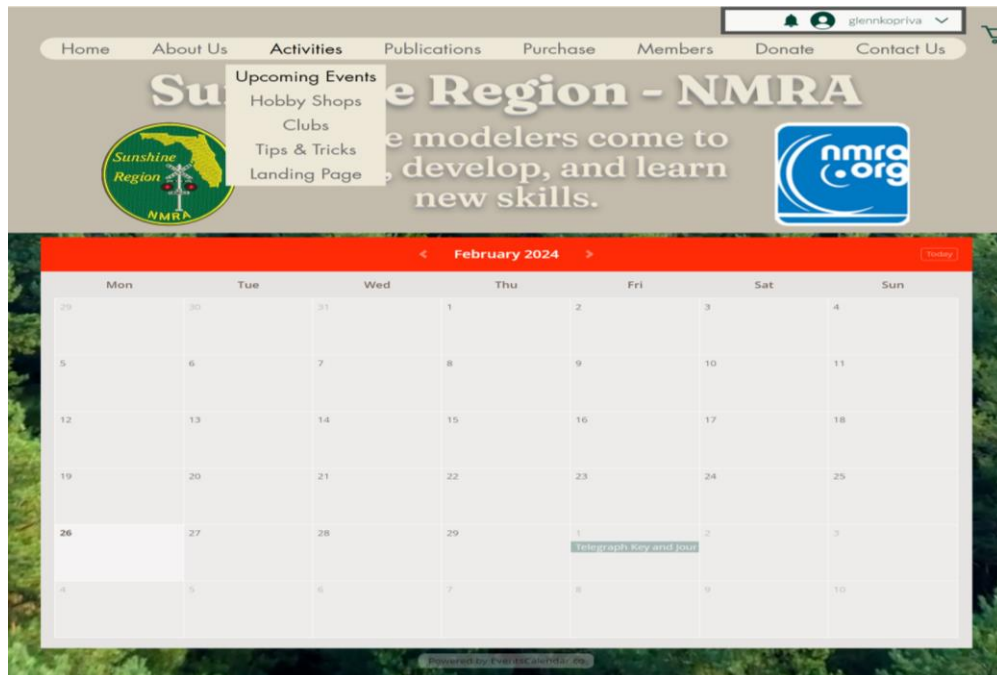 glennkopriva
Home About Us Activities Publications Purchase Members Donate Contact Us
Upcoming Events
Hobby Shops
Clubs
Tips & Tricks
Landing Page
Region - NMRA
modelers come to
develop, and learn
new skills.
Sunshine
Region
NMRA
nmra
.org
< February 2024 >
Today
Mon Tue Wed Thu Fri Sat Sun
29 30 31 1 2 3 4
5 6 7 8 9 10 11
12 13 14 15 16 17 18
19 20 21 22 23 24 25
26 27 28 29 1 2 3
Telegraph Key and Jour
4 5 6 7 8 9 10
Powered by EventsCalendar.co